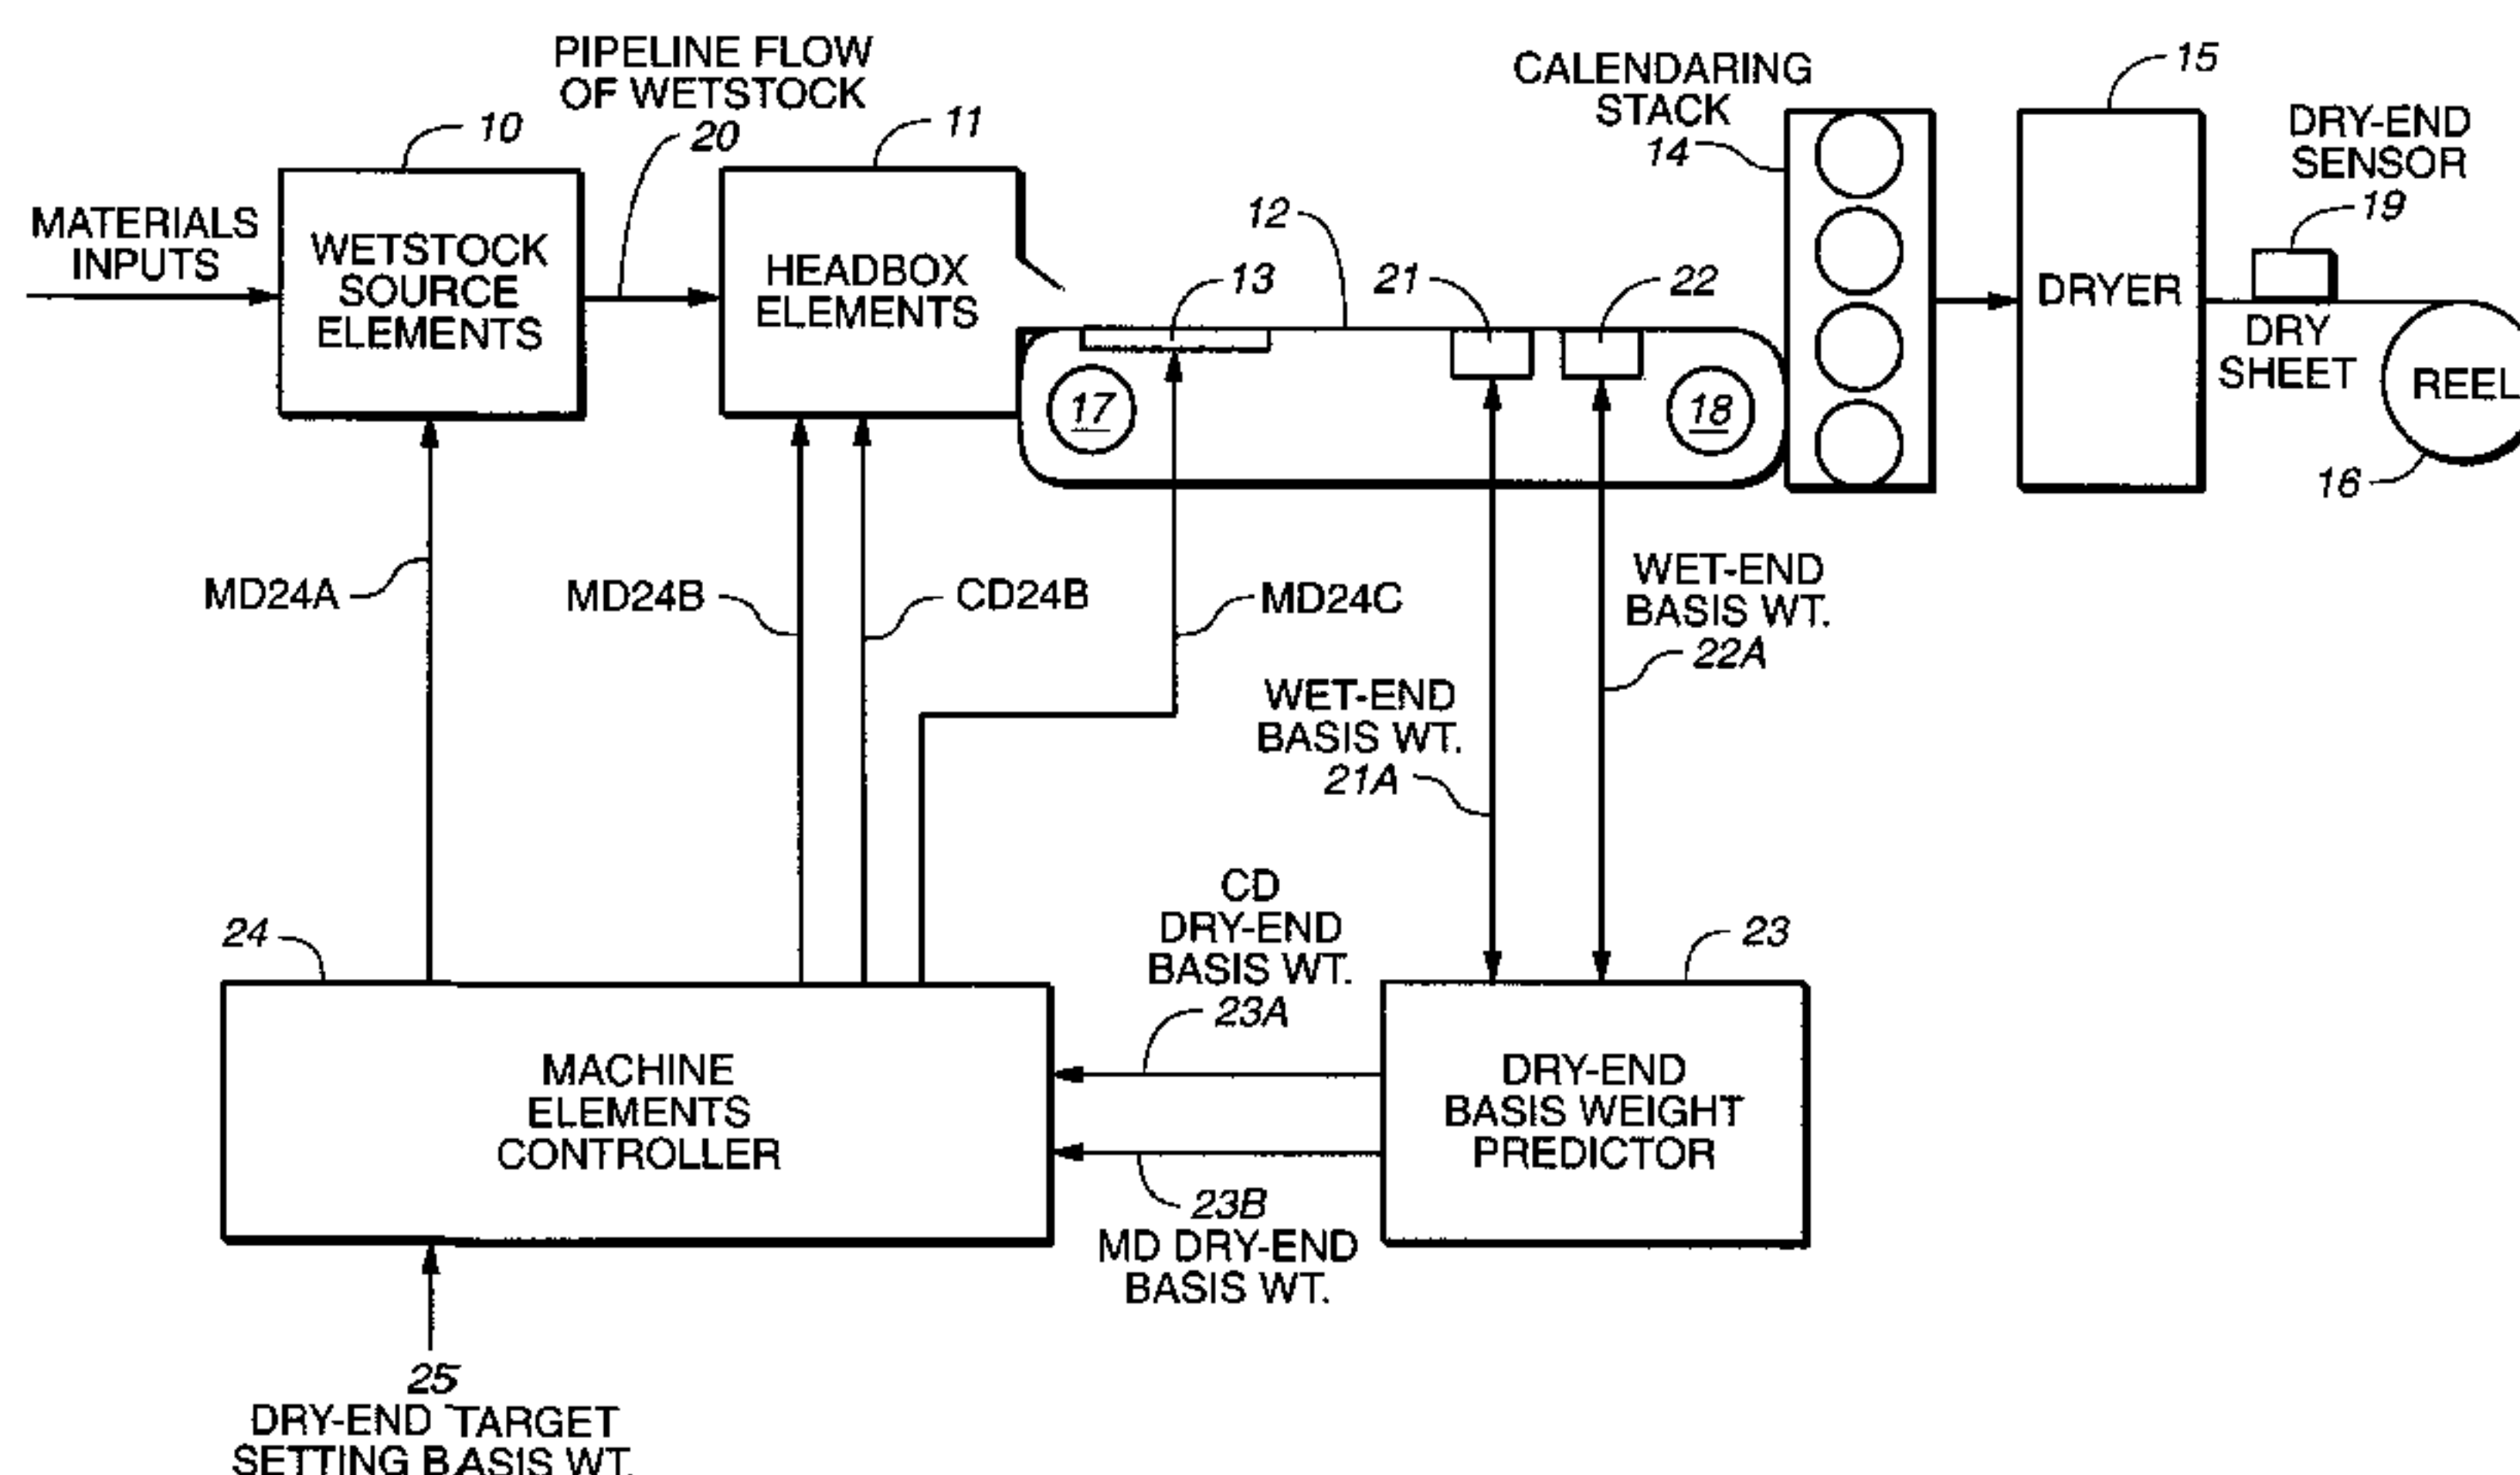 PIPELINE FLOW
OF WETSTOCK
20
10
11
MATERIALS
INPUTS
WETSTOCK
SOURCE
ELEMENTS
HEADBOX
ELEMENTS
12
13
21
22
17
18
CALENDARING
STACK
14
15
DRYER
DRY-END
SENSOR
19
DRY
SHEET
REEL
16
MD24A
MD24B
CD24B
MD24C
WET-END
BASIS WT.
22A
WET-END
BASIS WT.
21A
24
CD
DRY-END
BASIS WT.
23A
23
MACHINE
ELEMENTS
CONTROLLER
DRY-END
BASIS WEIGHT
PREDICTOR
23B
MD DRY-END
BASIS WT.
25
DRY-END TARGET
SETTING BASIS WT.